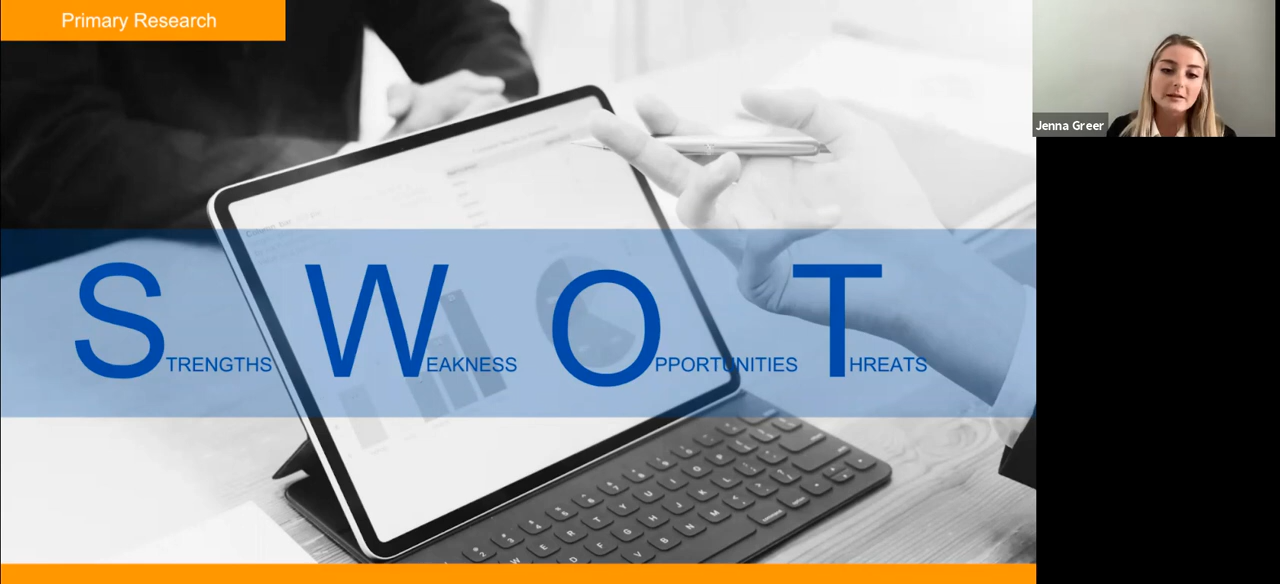 Primary Research
Jenna Greer
STRENGTHS WEAKNESS OPPORTUNITIES THREATS